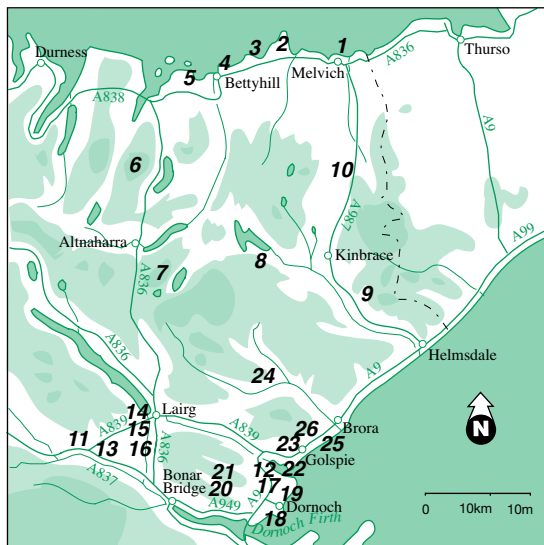 Durness
5
4
3
2
1
Bettyhill
Melvich
A836
Thurso
A838
A9
6
10
A987
A99
Altnaharra
8
Kinbrace
7
A836
9
Helmsdale
A836
24
A9
14
Lairg
A839
15
A839
26
Brora
11
13
16
A836
23
25
Golspie
A837
Bonar
Bridge
21
20
12
22
17
A9
19
Dornoch
A949
18
Dornoch Firth
N
0
10km
10m